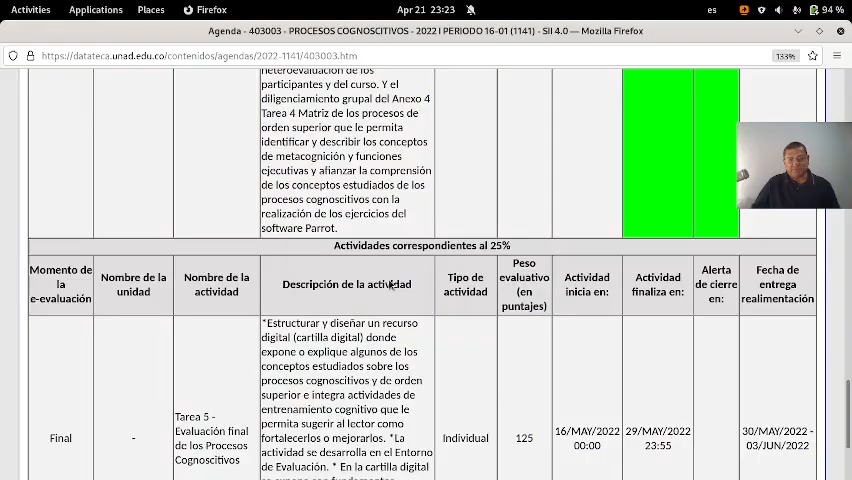 Activities Applications Places Firefox Apr 21 23:23 es 94 %
Agenda - 403003 - PROCESOS COGNOSCITIVOS - 2022 I PERIODO 16-01 (1141) - SII 4.0 — Mozilla Firefox
https://datateca.unad.edu.co/contenidos/agendas/2022-1141/403003.htm 133%
heteroevaluación de los
participantes y del curso. Y el
diligenciamiento grupal del Anexo 4
Tarea 4 Matriz de los procesos de
orden superior que le permita
identificar y describir los conceptos
de metacognición y funciones
ejecutivas y afianzar la comprensión
de los conceptos estudiados de los
procesos cognoscitivos con la
realización de los ejercicios del
software Parrot.
Actividades correspondientes al 25%
Momento de
la
e-evaluación
Nombre de la
unidad
Nombre de la
actividad
Descripción de la actividad
Tipo de
actividad
Peso
evaluativo
(en
puntajes)
Actividad
inicia en:
Actividad
finaliza en:
Alerta
de cierre
en:
Fecha de
entrega
realimentación
Final
-
Tarea 5 -
Evaluación final
de los Procesos
Cognoscitivos
*Estructurar y diseñar un recurso
digital (cartilla digital) donde
expone o explique algunos de los
conceptos estudiados sobre los
procesos cognoscitivos y de orden
superior e integra actividades de
entrenamiento cognitivo que le
permita sugerir al lector como
fortalecerlos o mejorarlos. *La
actividad se desarrolla en el Entorno
de Evaluación. * En la cartilla digital
se expone con fundamentos
Individual
125
16/MAY/2022
00:00
29/MAY/2022
23:55
30/MAY/2022 -
03/JUN/2022